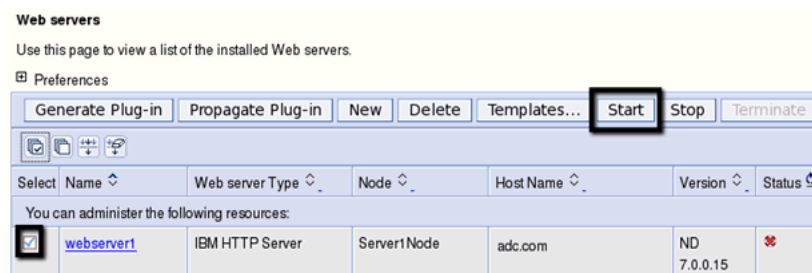 Web servers
Use this page to view a list of the installed Web servers.
Preferences
Generate Plug-in Propagate Plug-in New Delete Templates... Start Stop Terminate
Select Name Web server Type Node Host Name Version Status
You can administer the following resources:
webserver1 IBM HTTP Server Server1Node adc.com ND
7.0.0.15